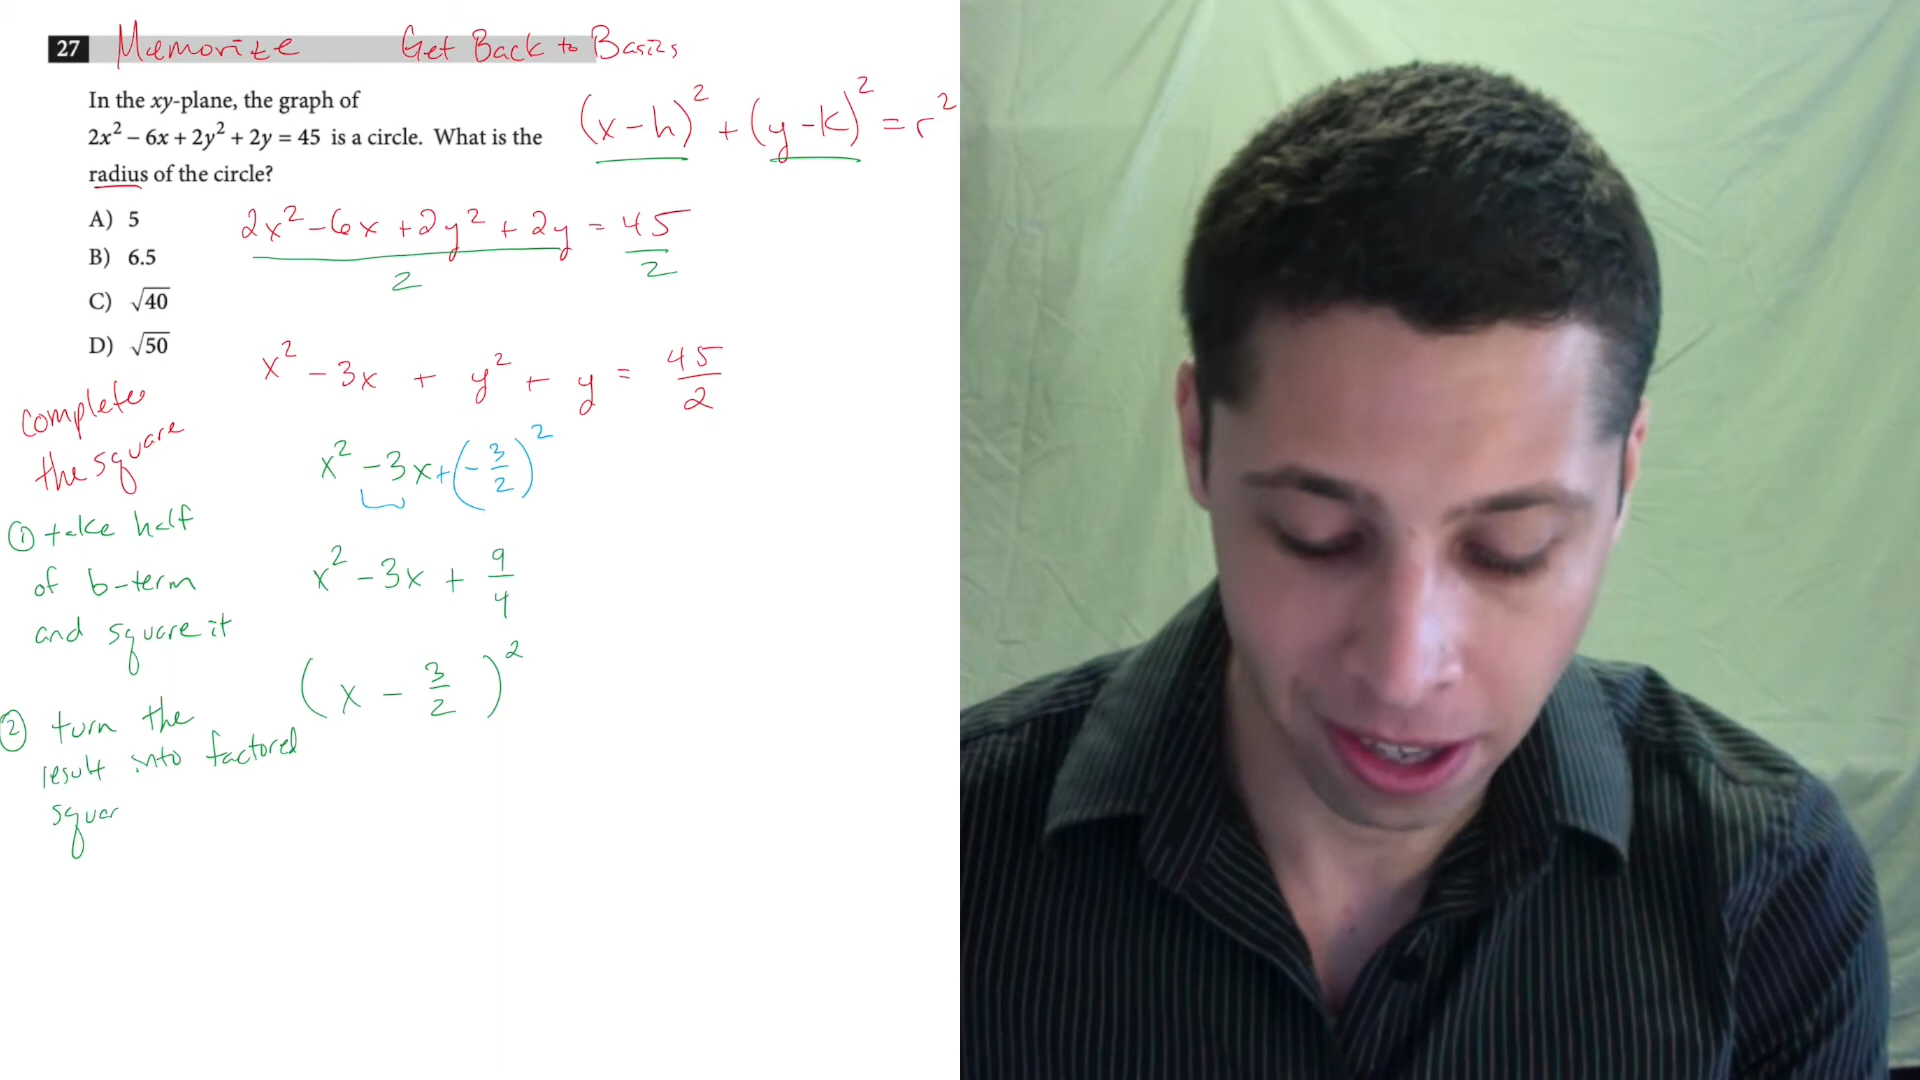 27 Memorize Get Back to Basics
In the xy-plane, the graph of
2x² – 6x + 2y² + 2y = 45 is a circle. What is the
radius of the circle?
(x-h)² + (y-k)² = r²
A) 5
B) 6.5
C) √40
D) √50
2x² - 6x + 2y² + 2y = 45
2 2
x² - 3x + y² + y = 45/2
complete
the square
x² - 3x + (-3/2)²
① take half
of b-term
and square it
x² - 3x + 9/4
(x - 3/2)²
② turn the
result into factored
squar